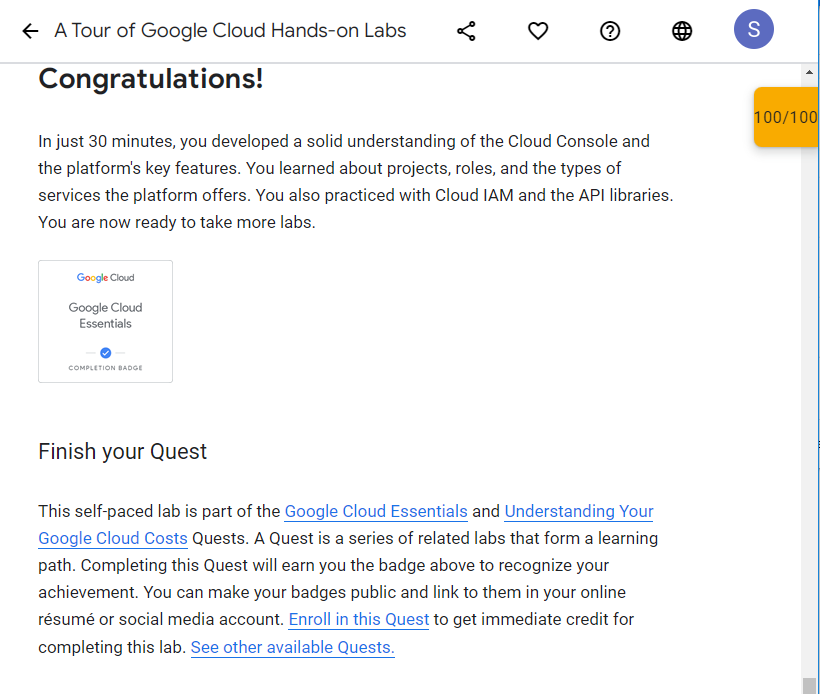 A Tour of Google Cloud Hands-on Labs
S
Congratulations!
100/100
In just 30 minutes, you developed a solid understanding of the Cloud Console and
the platform's key features. You learned about projects, roles, and the types of
services the platform offers. You also practiced with Cloud IAM and the API libraries.
You are now ready to take more labs.
Google Cloud
Google Cloud
Essentials
COMPLETION BADGE
Finish your Quest
This self-paced lab is part of the Google Cloud Essentials and Understanding Your
Google Cloud Costs Quests. A Quest is a series of related labs that form a learning
path. Completing this Quest will earn you the badge above to recognize your
achievement. You can make your badges public and link to them in your online
résumé or social media account. Enroll in this Quest to get immediate credit for
completing this lab. See other available Quests.